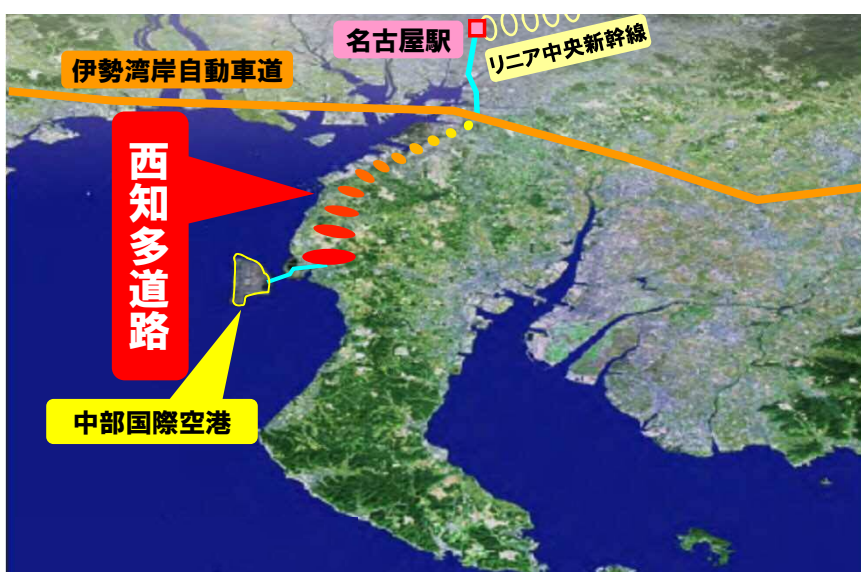 名古屋駅
リニア中央新幹線
伊勢湾岸自動車道
西知多道路
中部国際空港